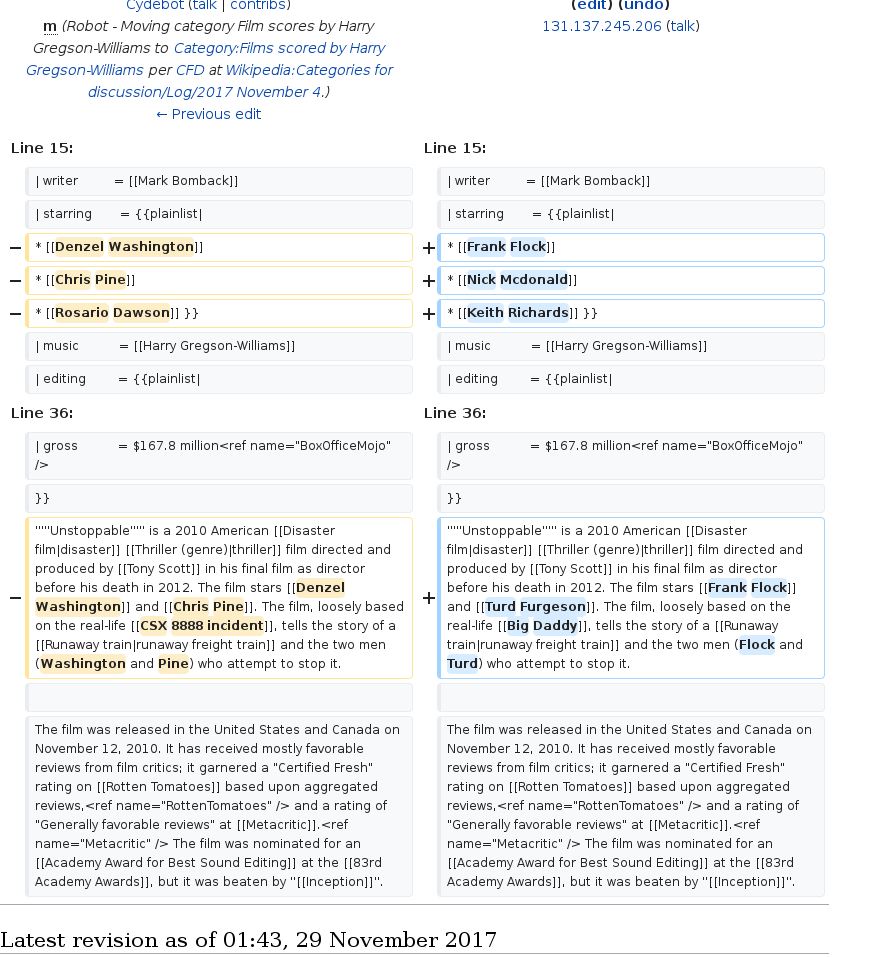 Cydebot (talk | contribs)
m (Robot - Moving category Film scores by Harry
Gregson-Williams to Category:Films scored by Harry
Gregson-Williams per CFD at Wikipedia:Categories for
discussion/Log/2017 November 4.)
← Previous edit
(edit) (undo)
131.137.245.206 (talk)
Line 15:
Line 15:
| writer = [[Mark Bomback]]
| writer = [[Mark Bomback]]
| starring = {{plainlist|
| starring = {{plainlist|
− * [[Denzel Washington]]
+ * [[Frank Flock]]
− * [[Chris Pine]]
+ * [[Nick Mcdonald]]
− * [[Rosario Dawson]] }}
+ * [[Keith Richards]] }}
| music = [[Harry Gregson-Williams]]
| music = [[Harry Gregson-Williams]]
| editing = {{plainlist|
| editing = {{plainlist|
Line 36:
Line 36:
| gross = $167.8 million<ref name="BoxOfficeMojo"
/>
| gross = $167.8 million<ref name="BoxOfficeMojo"
/>
}}
}}
− '''''Unstoppable''''' is a 2010 American [[Disaster
film|disaster]] [[Thriller (genre)|thriller]] film directed and
produced by [[Tony Scott]] in his final film as director
before his death in 2012. The film stars [[Denzel
Washington]] and [[Chris Pine]]. The film, loosely based
on the real-life [[CSX 8888 incident]], tells the story of a
[[Runaway train|runaway freight train]] and the two men
(Washington and Pine) who attempt to stop it.
+ '''''Unstoppable''''' is a 2010 American [[Disaster
film|disaster]] [[Thriller (genre)|thriller]] film directed and
produced by [[Tony Scott]] in his final film as director
before his death in 2012. The film stars [[Frank Flock]]
and [[Turd Furgeson]]. The film, loosely based on the
real-life [[Big Daddy]], tells the story of a [[Runaway
train|runaway freight train]] and the two men (Flock and
Turd) who attempt to stop it.
The film was released in the United States and Canada on
November 12, 2010. It has received mostly favorable
reviews from film critics; it garnered a "Certified Fresh"
rating on [[Rotten Tomatoes]] based upon aggregated
reviews,<ref name="RottenTomatoes" /> and a rating of
"Generally favorable reviews" at [[Metacritic]].<ref
name="Metacritic" /> The film was nominated for an
[[Academy Award for Best Sound Editing]] at the [[83rd
Academy Awards]], but it was beaten by ''[[Inception]]''.
The film was released in the United States and Canada on
November 12, 2010. It has received mostly favorable
reviews from film critics; it garnered a "Certified Fresh"
rating on [[Rotten Tomatoes]] based upon aggregated
reviews,<ref name="RottenTomatoes" /> and a rating of
"Generally favorable reviews" at [[Metacritic]].<ref
name="Metacritic" /> The film was nominated for an
[[Academy Award for Best Sound Editing]] at the [[83rd
Academy Awards]], but it was beaten by ''[[Inception]]''.
Latest revision as of 01:43, 29 November 2017